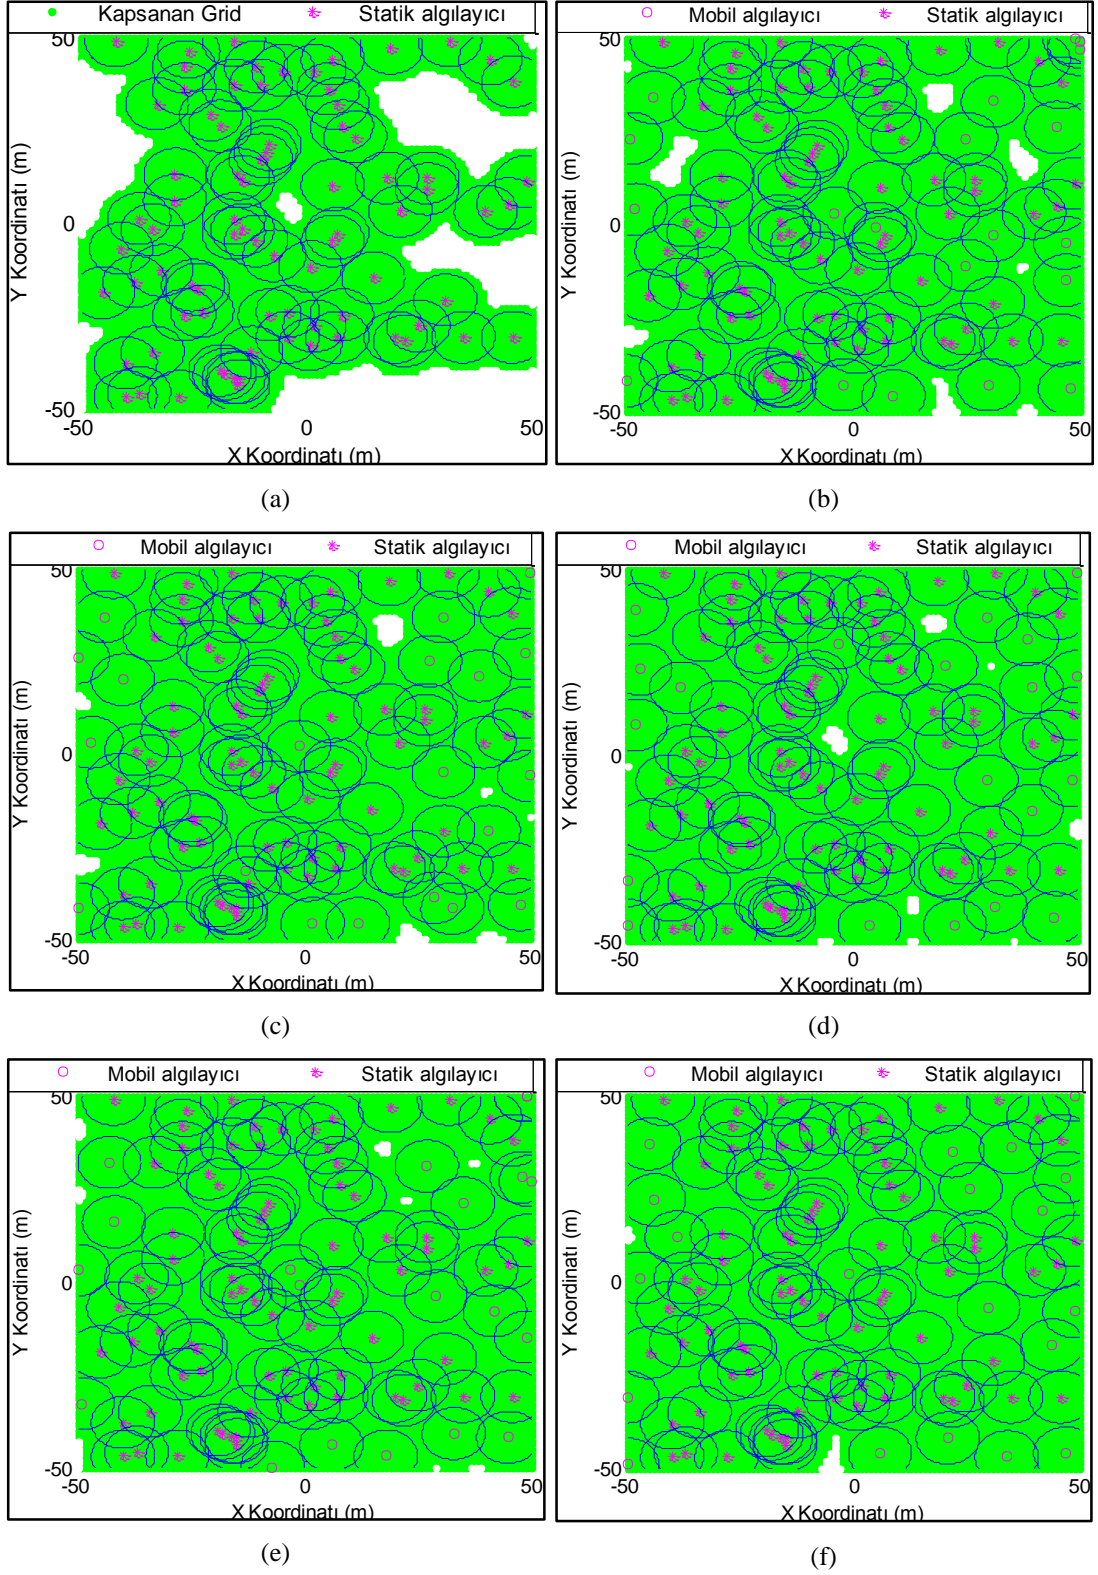 Kapsanan Grid Statik algılayıcı
50
0
-50
Y Koordinatı (m)
-50 0 50
X Koordinatı (m)
(a)
Mobil algılayıcı Statik algılayıcı
50
0
-50
Y Koordinatı (m)
-50 0 50
X Koordinatı (m)
(b)
Mobil algılayıcı Statik algılayıcı
50
0
-50
Y Koordinatı (m)
-50 0 50
X Koordinatı (m)
(c)
Mobil algılayıcı Statik algılayıcı
50
0
-50
Y Koordinatı (m)
-50 0 50
X Koordinatı (m)
(d)
Mobil algılayıcı Statik algılayıcı
50
0
-50
Y Koordinatı (m)
-50 0 50
X Koordinatı (m)
(e)
Mobil algılayıcı Statik algılayıcı
50
0
-50
Y Koordinatı (m)
-50 0 50
X Koordinatı (m)
(f)